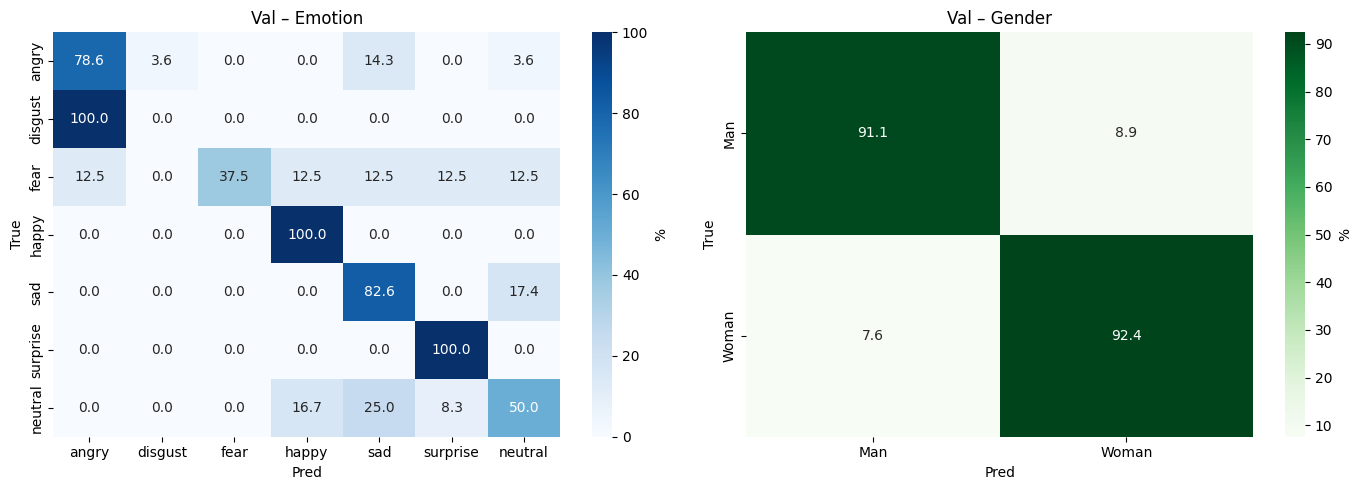 Val – Emotion
True
angry 78.6 3.6 0.0 0.0 14.3 0.0 3.6
disgust 100.0 0.0 0.0 0.0 0.0 0.0 0.0
fear 12.5 0.0 37.5 12.5 12.5 12.5 12.5
happy 0.0 0.0 0.0 100.0 0.0 0.0 0.0
sad 0.0 0.0 0.0 0.0 82.6 0.0 17.4
surprise 0.0 0.0 0.0 0.0 0.0 100.0 0.0
neutral 0.0 0.0 0.0 16.7 25.0 8.3 50.0
angry disgust fear happy sad surprise neutral
Pred
100
80
60
40
20
0
%
Val – Gender
True
Man 91.1 8.9
Woman 7.6 92.4
Man Woman
Pred
90
80
70
60
50
40
30
20
10
%